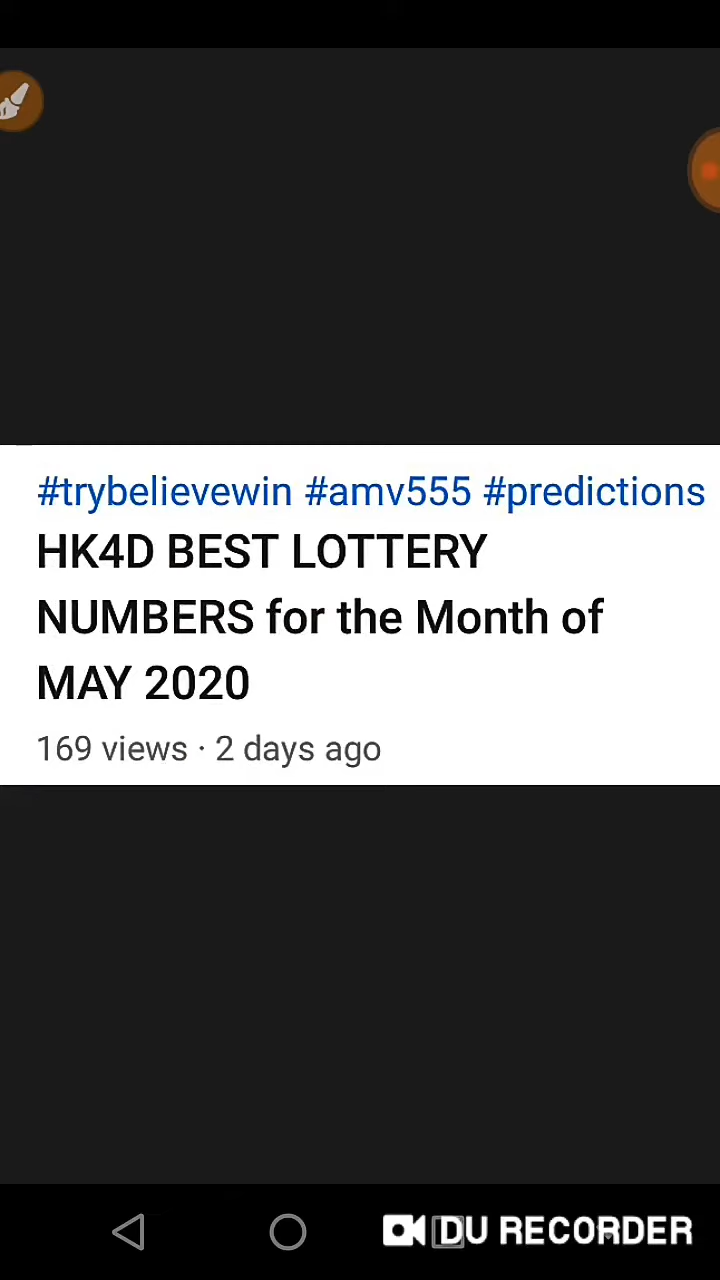 #trybelievewin #amv555 #predictions
HK4D BEST LOTTERY
NUMBERS for the Month of
MAY 2020
169 views · 2 days ago
DU RECORDER